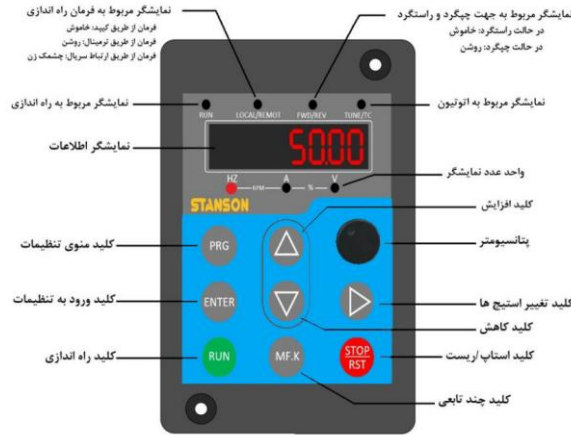 نمایشگر مربوط به فرمان راه اندازی
فرمان از طریق کیپد: خاموش
فرمان از طریق ترمینال: روشن
فرمان از طریق ارتباط سریال: چشمک زن
نمایشگر مربوط به جهت چپگرد و راستگرد
در حالت راستگرد: خاموش
در حالت چپگرد: روشن
نمایشگر مربوط به راه اندازی
نمایشگر مربوط به اتوتیون
RUN LOCAL/REMOT FWD/REV TUNE/TC
نمایشگر اطلاعات
50.00
واحد عدد نمایشگر
HZ A V
RPM %
STANSON
کلید افزایش
کلید منوی تنظیمات
PRG
پتانسیومتر
کلید ورود به تنظیمات
ENTER
کلید تغییر استیج ها
کلید کاهش
کلید راه اندازی
RUN
MF.K
STOP
RST
کلید استاپ/ریست
کلید چند تابعی